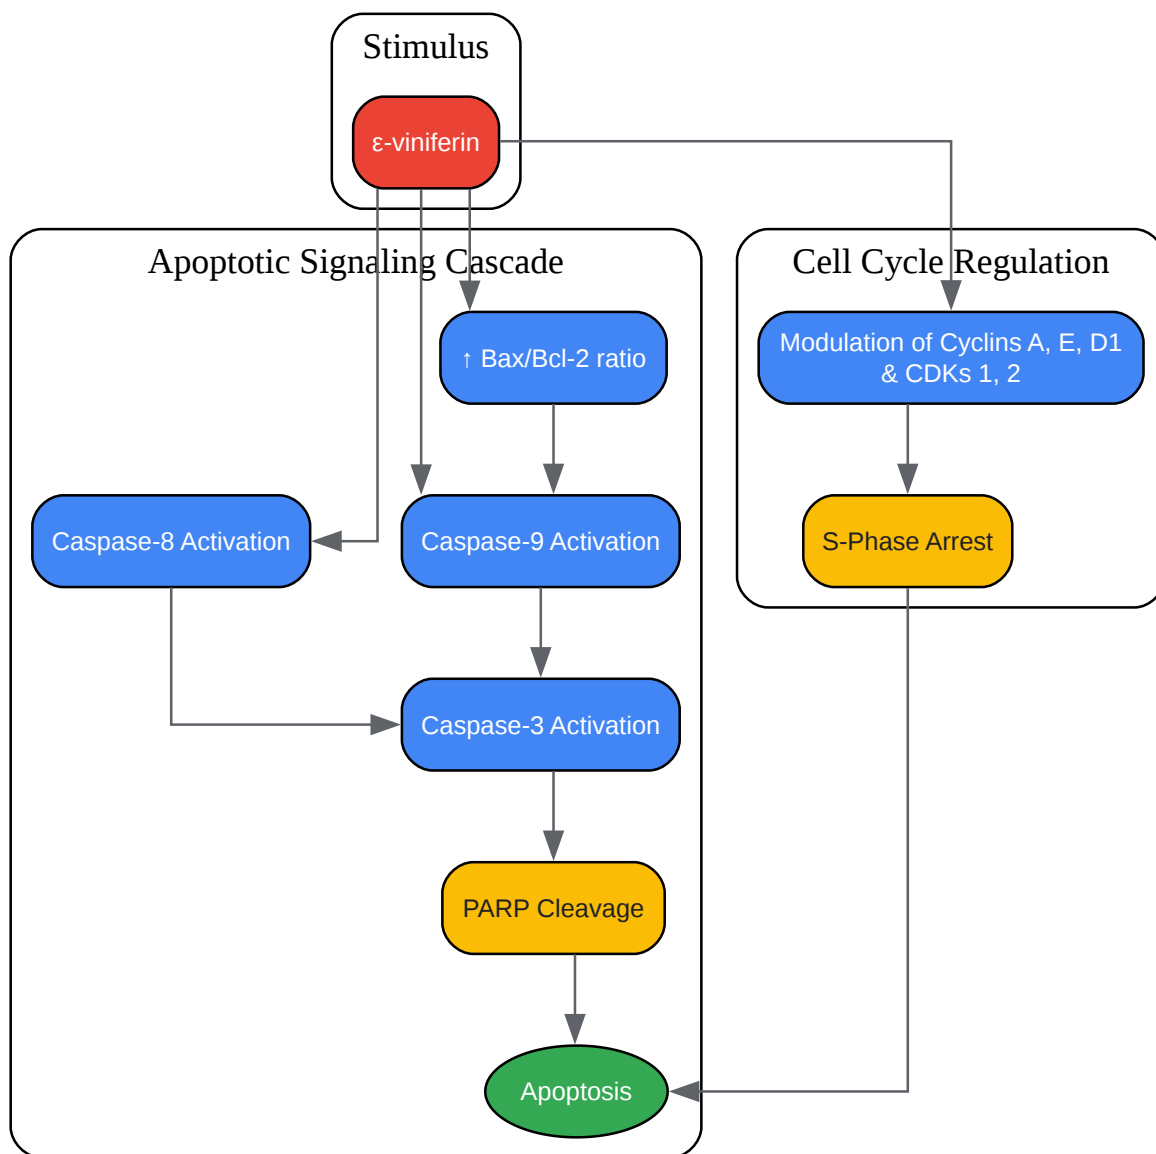 Stimulus
ε-viniferin
Apoptotic Signaling Cascade
Cell Cycle Regulation
↑ Bax/Bcl-2 ratio
Modulation of Cyclins A, E, D1
& CDKs 1, 2
Caspase-8 Activation
Caspase-9 Activation
S-Phase Arrest
Caspase-3 Activation
PARP Cleavage
Apoptosis